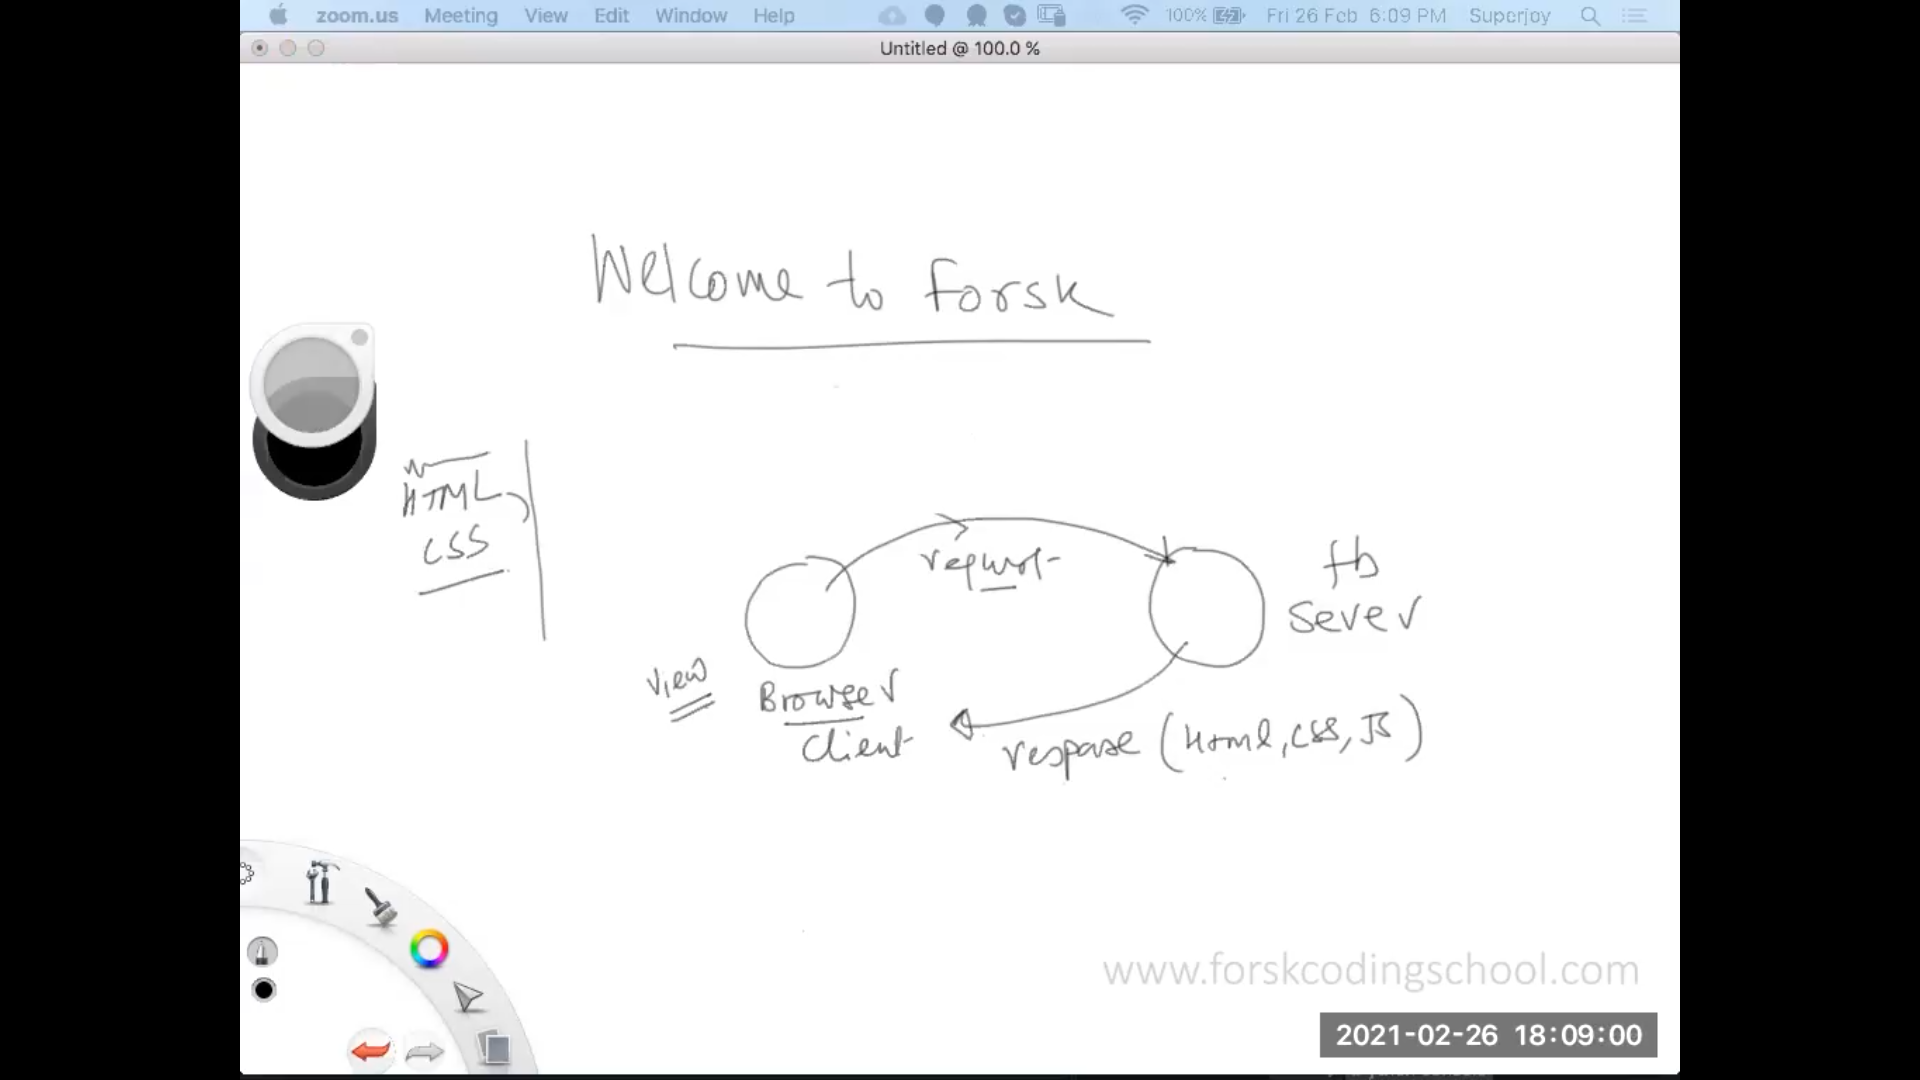 zoom.us Meeting View Edit Window Help 100% Fri 26 Feb 6:09 PM Superjoy
Untitled @ 100.0 %
Welcome to Forsk
HTML,
CSS
request
fb
Sever
view
Browser
Client
response (Html, CSS, JS)
www.forskcodingschool.com
2021-02-26 18:09:00